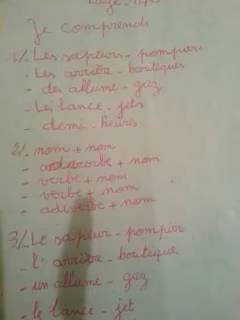 Je comprends
1/. Les sapeurs-pompiers
- Les arrière-boutiques
- des allume-gaz
- Les lance-jets
- demi-heures
2/. nom + nom
- adverbe + nom
- verbe + nom
- verbe + nom
- adverbe + nom
3/. Le sapeur-pompier
- L'arrière-boutique
- un allume-gaz
- le lance-jet